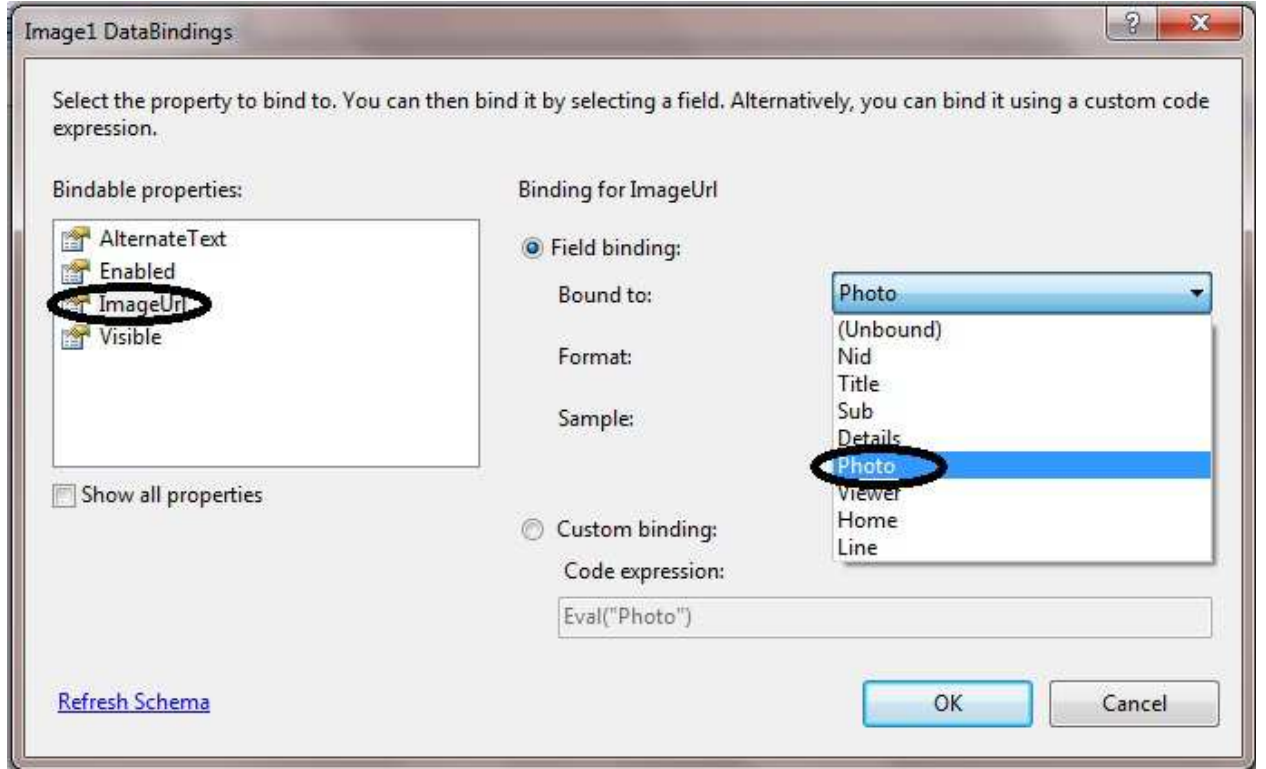 Image1 DataBindings
Select the property to bind to. You can then bind it by selecting a field. Alternatively, you can bind it using a custom code
expression.
Bindable properties:
AlternateText
Enabled
ImageUrl
Visible
Show all properties
Binding for ImageUrl
Field binding:
Bound to:
Photo
(Unbound)
Nid
Title
Sub
Details
Photo
Viewer
Home
Line
Format:
Sample:
Custom binding:
Code expression:
Eval("Photo")
Refresh Schema
OK
Cancel